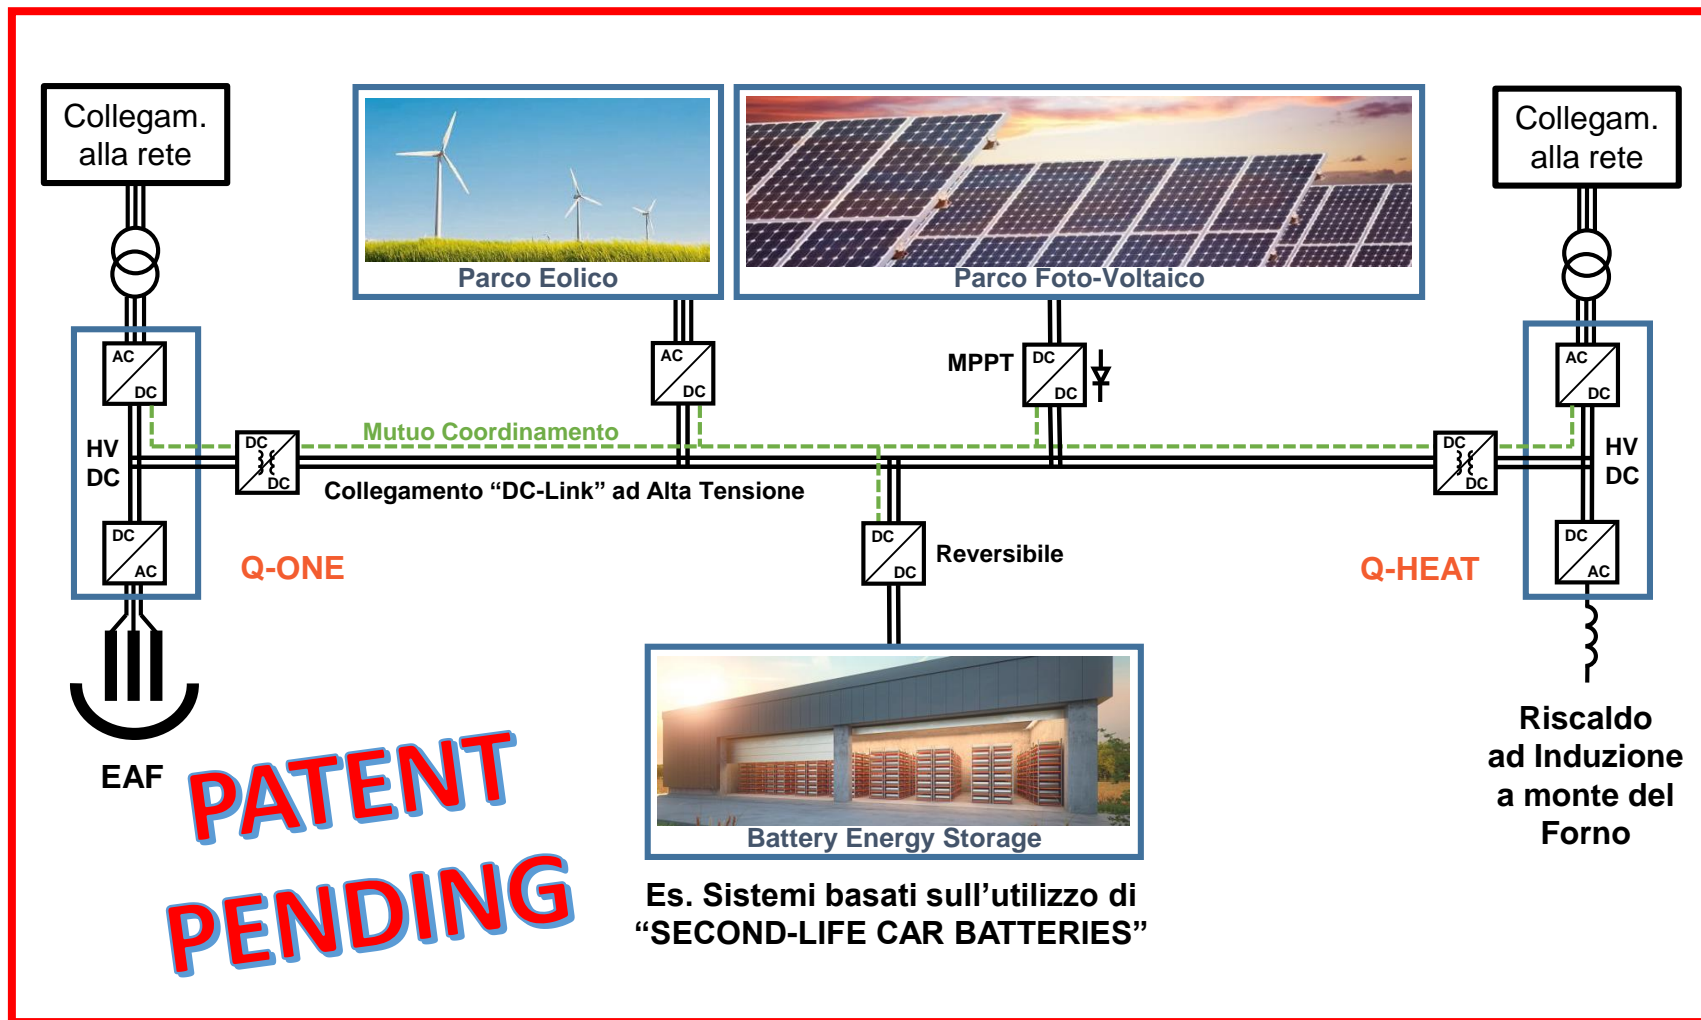 Collegam.
alla rete
Parco Eolico
Parco Foto-Voltaico
Collegam.
alla rete
AC
DC
AC
DC
MPPT
DC
DC
AC
DC
Mutuo Coordinamento
HV
DC
DC
DC
DC
DC
HV
DC
Collegamento “DC-Link” ad Alta Tensione
DC
AC
Q-ONE
DC
DC
Reversibile
Q-HEAT
DC
AC
EAF
PATENT
PENDING
Battery Energy Storage
Es. Sistemi basati sull’utilizzo di
“SECOND-LIFE CAR BATTERIES”
Riscaldo
ad Induzione
a monte del
Forno